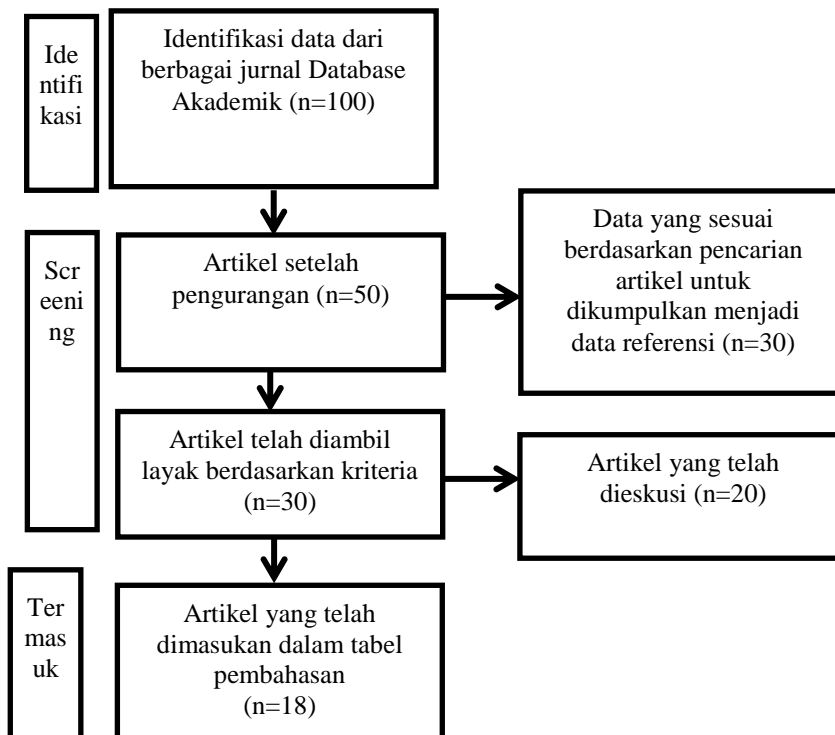 Ide
ntifi
kasi
Identifikasi data dari
berbagai jurnal Database
Akademik (n=100)
Scr
eeni
ng
Artikel setelah
pengurangan (n=50)
Data yang sesuai
berdasarkan pencarian
artikel untuk
dikumpulkan menjadi
data referensi (n=30)
Artikel telah diambil
layak berdasarkan kriteria
(n=30)
Artikel yang telah
dieskusi (n=20)
Ter
mas
uk
Artikel yang telah
dimasukan dalam tabel
pembahasan
(n=18)